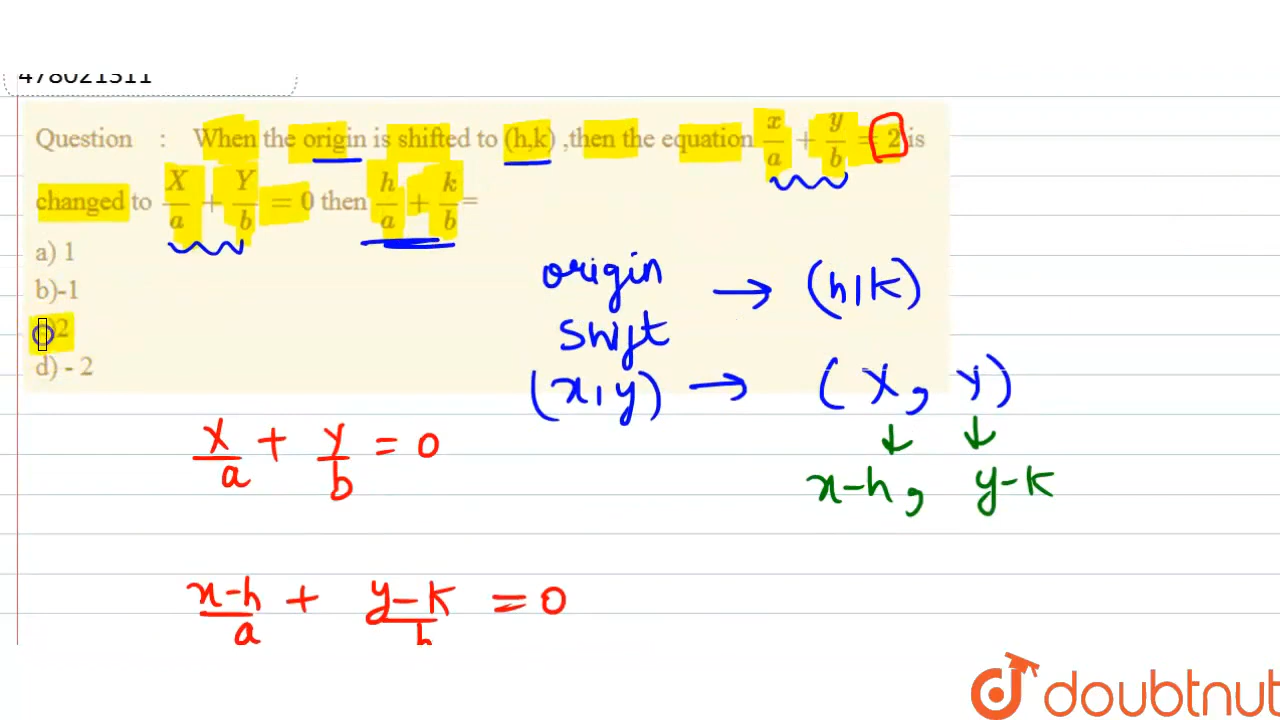 478021311
Question : When the origin is shifted to (h,k) ,then the equation x/a + y/b = 2 is
changed to X/a + Y/b = 0 then h/a + k/b =
a) 1
b)-1
2
d) - 2
origin → (h,k)
Shift
(x,y) → (X, Y)
↓ ↓
x-h, y-k
X/a + Y/b = 0
x-h/a + y-k/b = 0
doubtnut